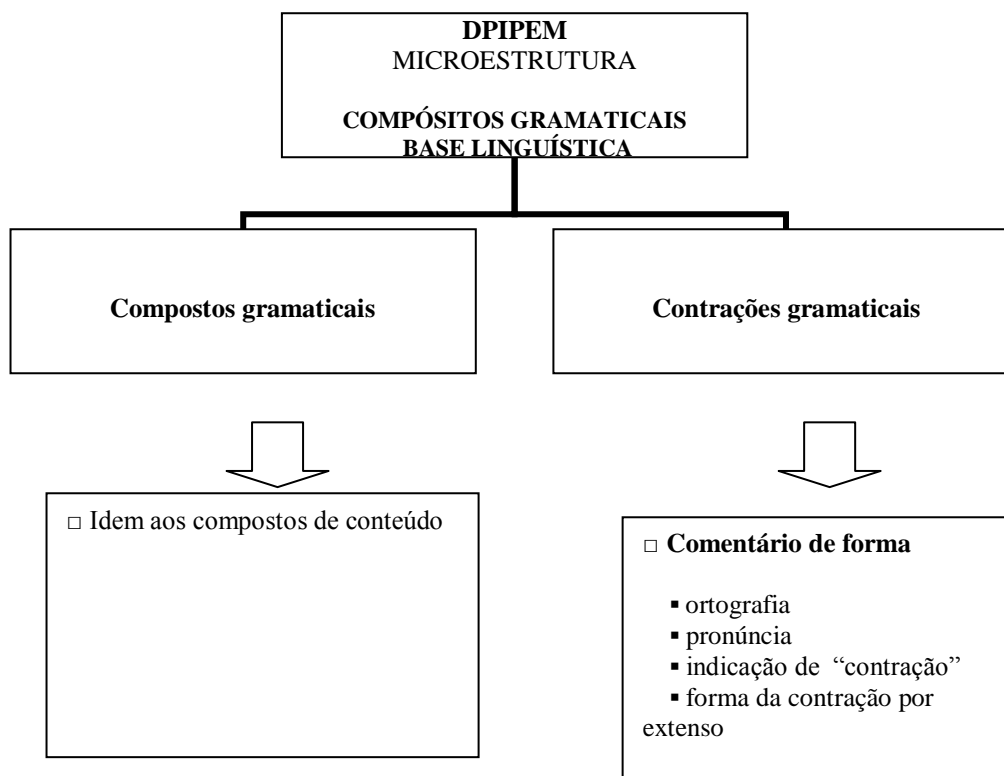 DPIPEM
MICROESTRUTURA
COMPÓSITOS GRAMATICAIS
BASE LINGUÍSTICA
Compostos gramaticais
Contrações gramaticais
□ Idem aos compostos de conteúdo
□ Comentário de forma
▪ ortografia
▪ pronúncia
▪ indicação de “contração”
▪ forma da contração por
extenso